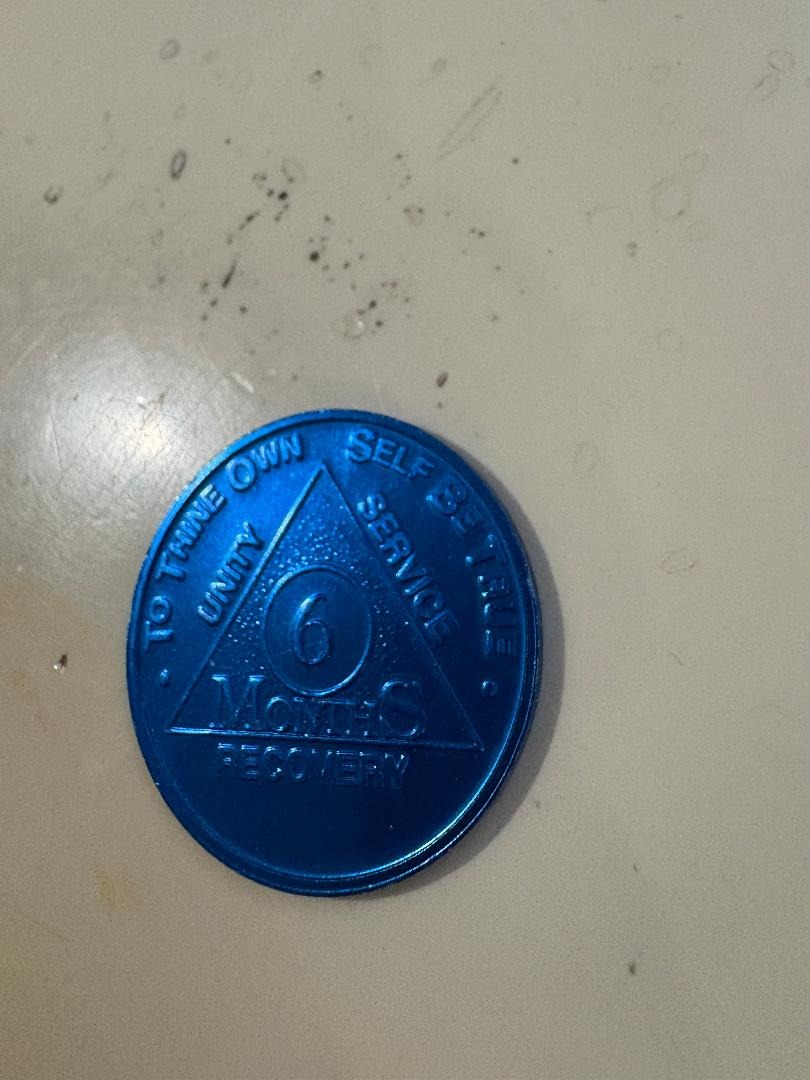 TO THINE OWN SELF BE TRUE
UNITY
SERVICE
6
MONTHS
RECOVERY